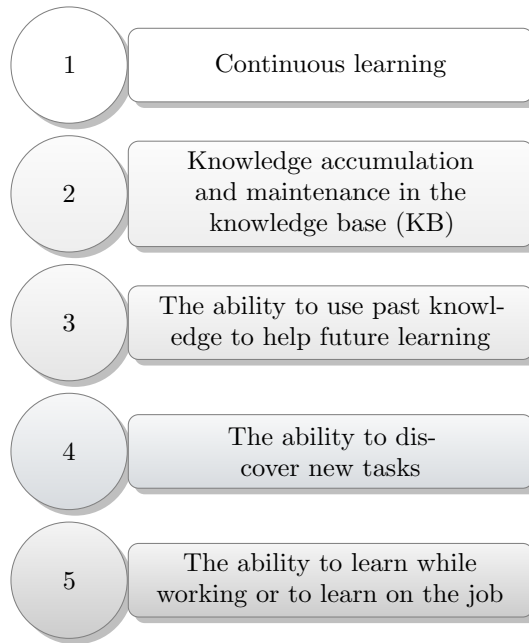 1
Continuous learning
2
Knowledge accumulation
and maintenance in the
knowledge base (KB)
3
The ability to use past knowl-
edge to help future learning
4
The ability to dis-
cover new tasks
5
The ability to learn while
working or to learn on the job